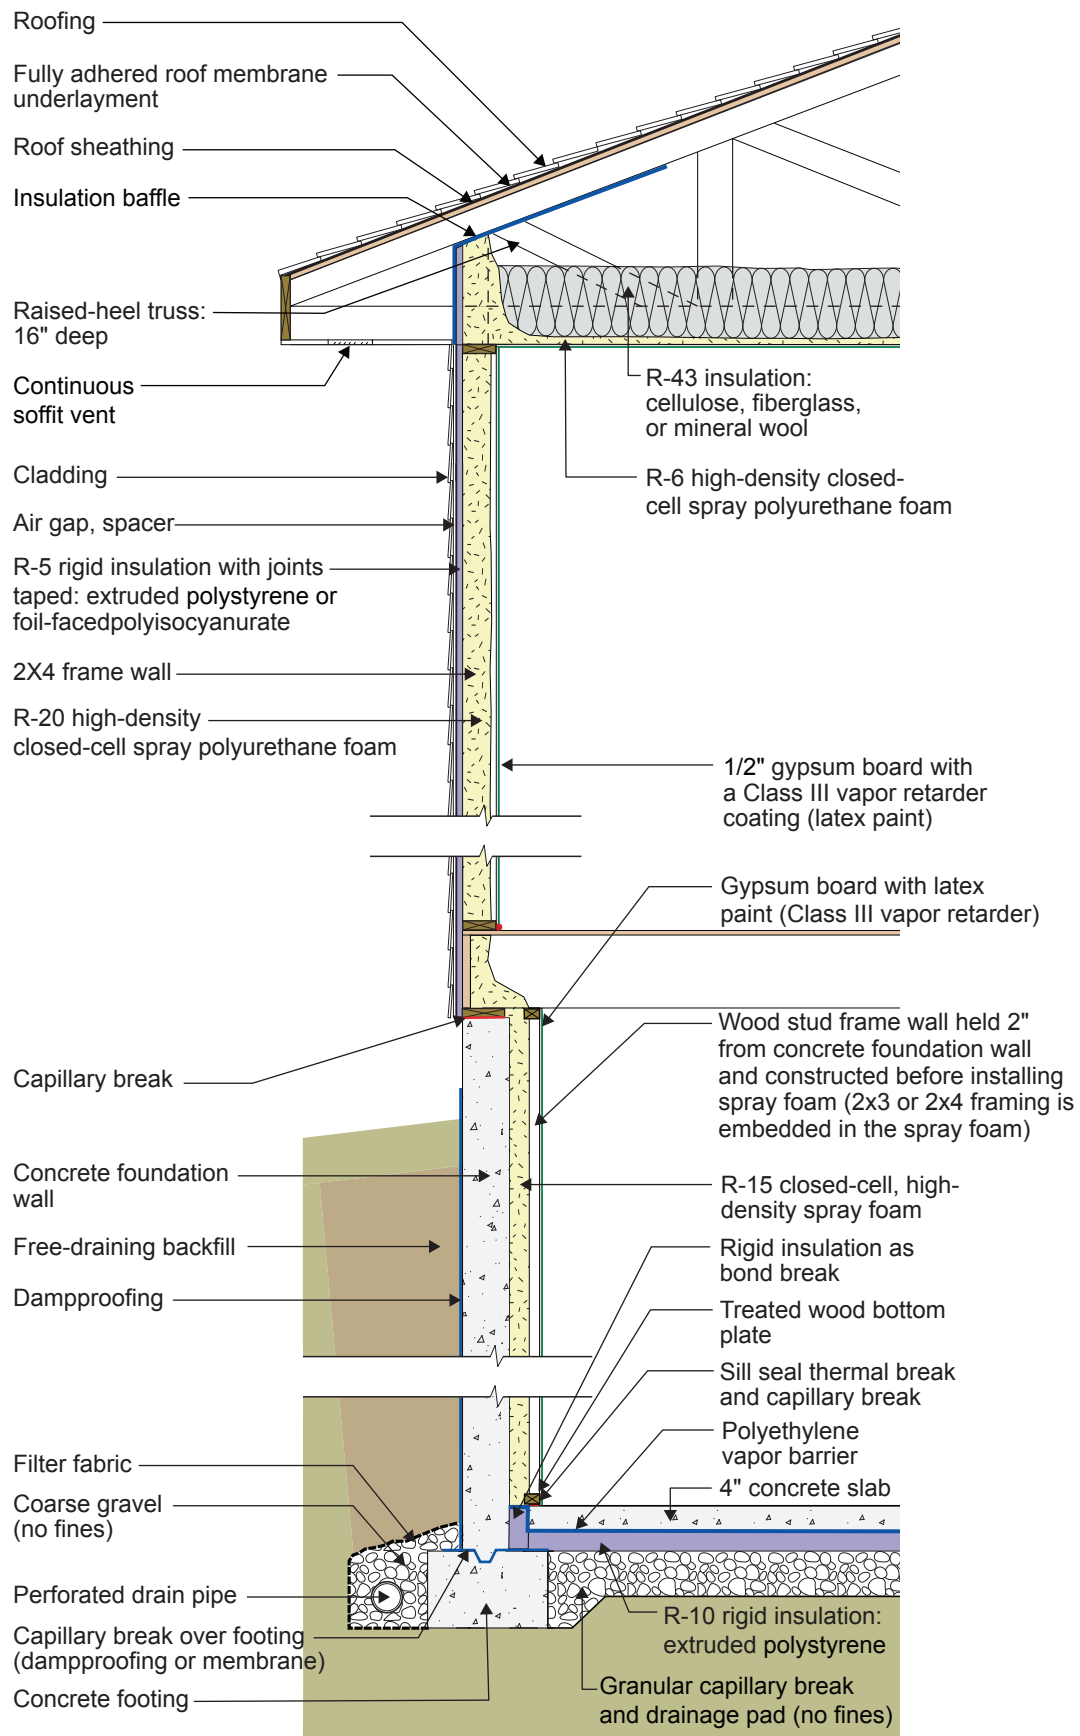 Roofing
Fully adhered roof membrane
underlayment
Roof sheathing
Insulation baffle
Raised-heel truss:
16" deep
Continuous
soffit vent
Cladding
Air gap, spacer
R-5 rigid insulation with joints
taped: extruded polystyrene or
foil-facedpolyisocyanurate
2X4 frame wall
R-20 high-density
closed-cell spray polyurethane foam
Capillary break
Concrete foundation
wall
Free-draining backfill
Dampproofing
Filter fabric
Coarse gravel
(no fines)
Perforated drain pipe
Capillary break over footing
(dampproofing or membrane)
Concrete footing
R-43 insulation:
cellulose, fiberglass,
or mineral wool
R-6 high-density closed-
cell spray polyurethane foam
1/2" gypsum board with
a Class III vapor retarder
coating (latex paint)
Gypsum board with latex
paint (Class III vapor retarder)
Wood stud frame wall held 2"
from concrete foundation wall
and constructed before installing
spray foam (2x3 or 2x4 framing is
embedded in the spray foam)
R-15 closed-cell, high-
density spray foam
Rigid insulation as
bond break
Treated wood bottom
plate
Sill seal thermal break
and capillary break
Polyethylene
vapor barrier
4" concrete slab
R-10 rigid insulation:
extruded polystyrene
Granular capillary break
and drainage pad (no fines)